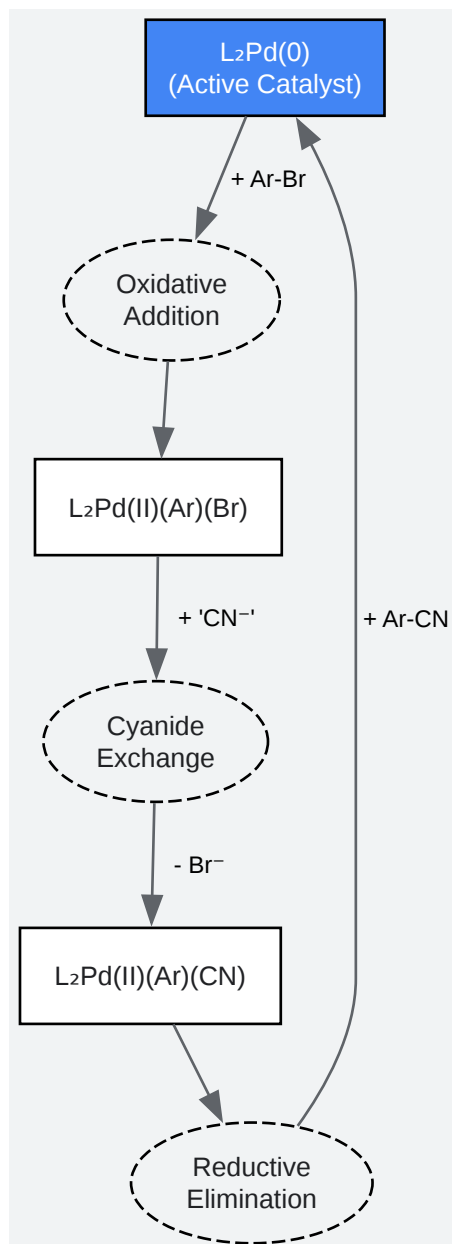 L₂Pd(0)
(Active Catalyst)
+ Ar-Br
Oxidative
Addition
L₂Pd(II)(Ar)(Br)
+ 'CN⁻'
+ Ar-CN
Cyanide
Exchange
- Br⁻
L₂Pd(II)(Ar)(CN)
Reductive
Elimination